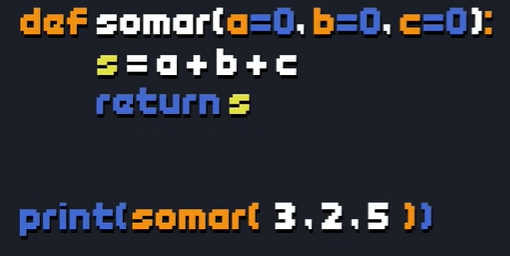 def somar(a=0, b=0, c=0):
s = a + b + c
return s
print(somar( 3 , 2 , 5 ))